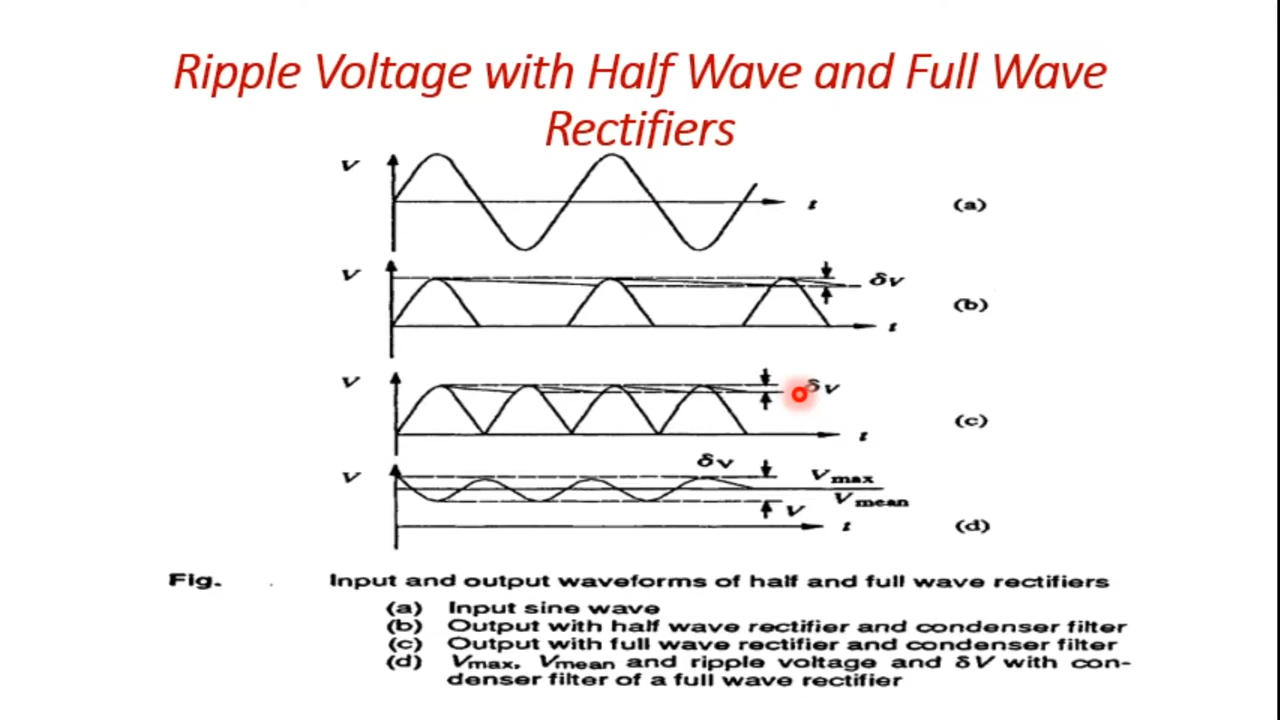 Ripple Voltage with Half Wave and Full Wave
Rectifiers
V
t
(a)
V
δV
t
(b)
V
δV
t
(c)
V
δV
Vmax
Vmean
V
t
(d)
Fig. Input and output waveforms of half and full wave rectifiers
(a) Input sine wave
(b) Output with half wave rectifier and condenser filter
(c) Output with full wave rectifier and condenser filter
(d) Vmax, Vmean and ripple voltage and δV with con-
denser filter of a full wave rectifier